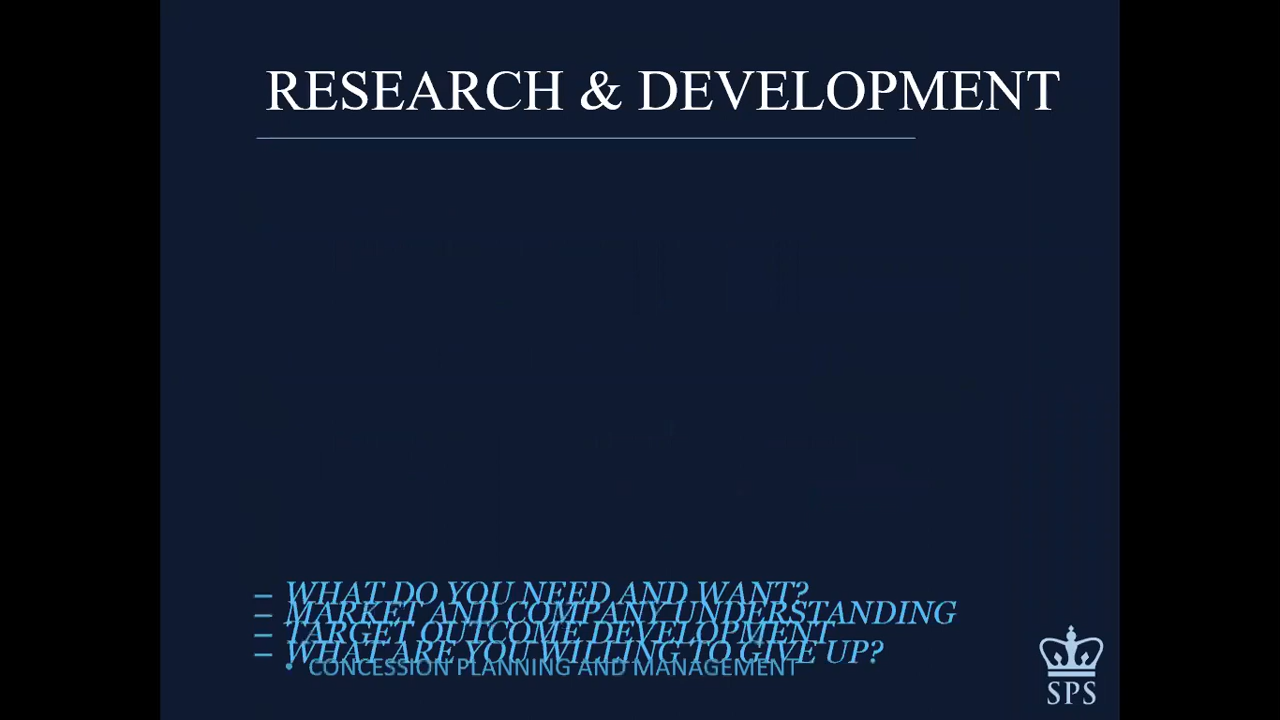 RESEARCH & DEVELOPMENT
– WHAT DO YOU NEED AND WANT?
– MARKET AND COMPANY UNDERSTANDING
– TARGET OUTCOME DEVELOPMENT
– WHAT ARE YOU WILLING TO GIVE UP?
• CONCESSION PLANNING AND MANAGEMENT
SPS